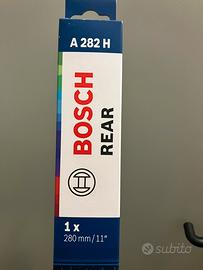 A 282 H
BOSCH
REAR
1 x
280 mm / 11"
subito